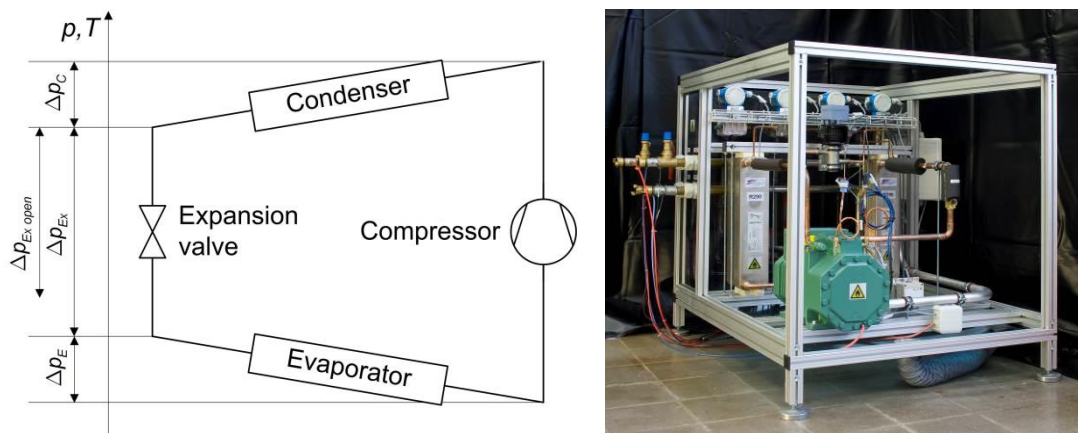 p, T
Δp_C
Condenser
Δp_Ex open
Δp_Ex
Expansion
valve
Compressor
Evaporator
Δp_E